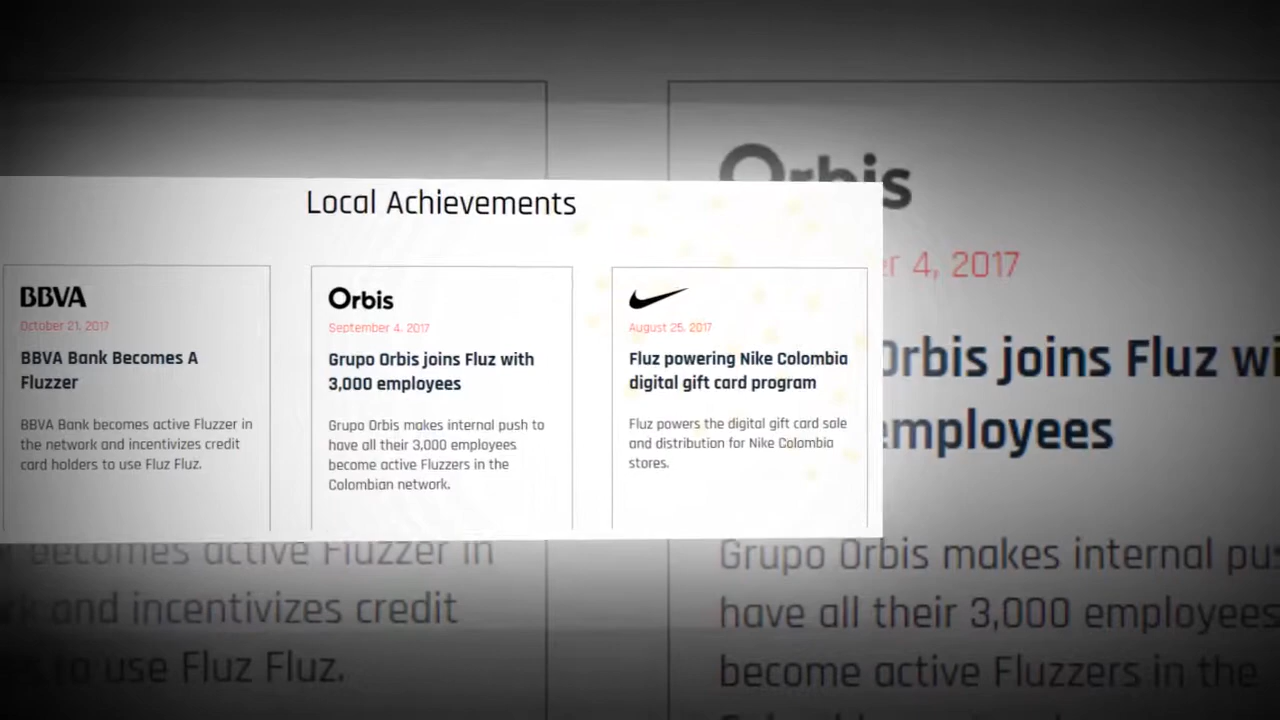 Local Achievements
BBVA
October 21, 2017
BBVA Bank Becomes A
Fluzzer
BBVA Bank becomes active Fluzzer in
the network and incentivizes credit
card holders to use Fluz Fluz.
Orbis
September 4, 2017
Grupo Orbis joins Fluz with
3,000 employees
Grupo Orbis makes internal push to
have all their 3,000 employees
become active Fluzzers in the
Colombian network.
August 25, 2017
Fluz powering Nike Colombia
digital gift card program
Fluz powers the digital gift card sale
and distribution for Nike Colombia
stores.
becomes active Fluzzer in
and incentivizes credit
to use Fluz Fluz.
Orbis
4, 2017
Orbis joins Fluz
employees
Grupo Orbis makes internal
have all their 3,000 employees
become active Fluzzers in the